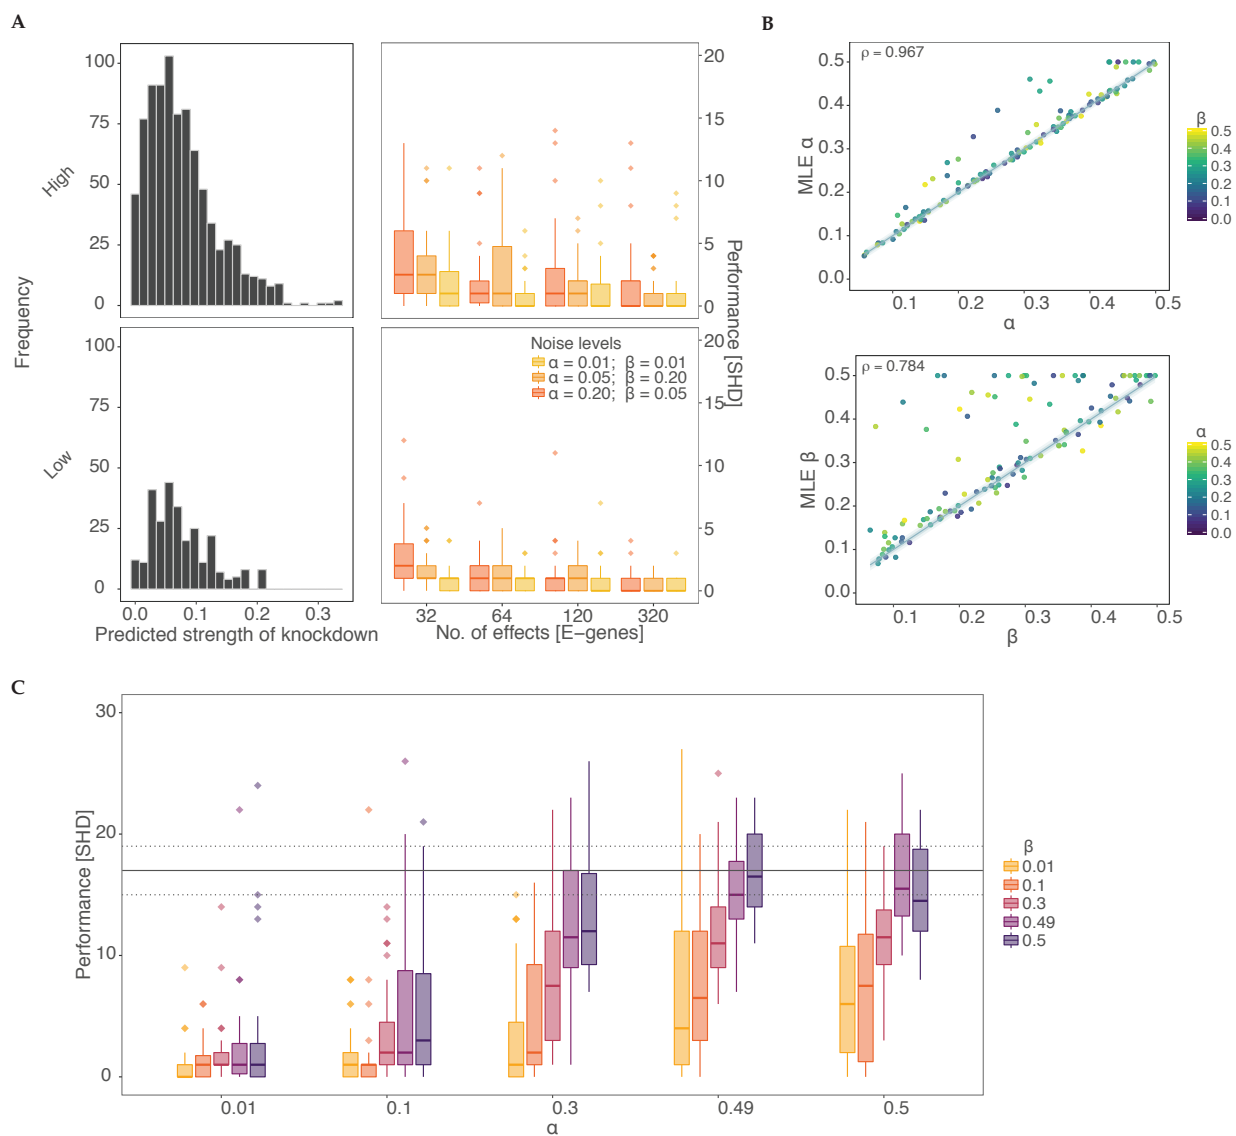 A
100
75
50
25
0
High
20
15
10
5
0
Frequency
Performance [SHD]
100
75
50
25
0
Low
20
15
10
5
0
Noise levels
α = 0.01; β = 0.01
α = 0.05; β = 0.20
α = 0.20; β = 0.05
0.0 0.1 0.2 0.3
Predicted strength of knockdown
32 64 120 320
No. of effects [E−genes]
B
ρ = 0.967
0.5
0.4
0.3
0.2
0.1
0.0
MLE α
0.1 0.2 0.3 0.4 0.5
α
β
0.5
0.4
0.3
0.2
0.1
0.0
ρ = 0.784
0.5
0.4
0.3
0.2
0.1
0.0
MLE β
0.1 0.2 0.3 0.4 0.5
β
α
0.5
0.4
0.3
0.2
0.1
0.0
C
30
20
10
0
Performance [SHD]
0.01 0.1 0.3 0.49 0.5
α
β
0.01
0.1
0.3
0.49
0.5